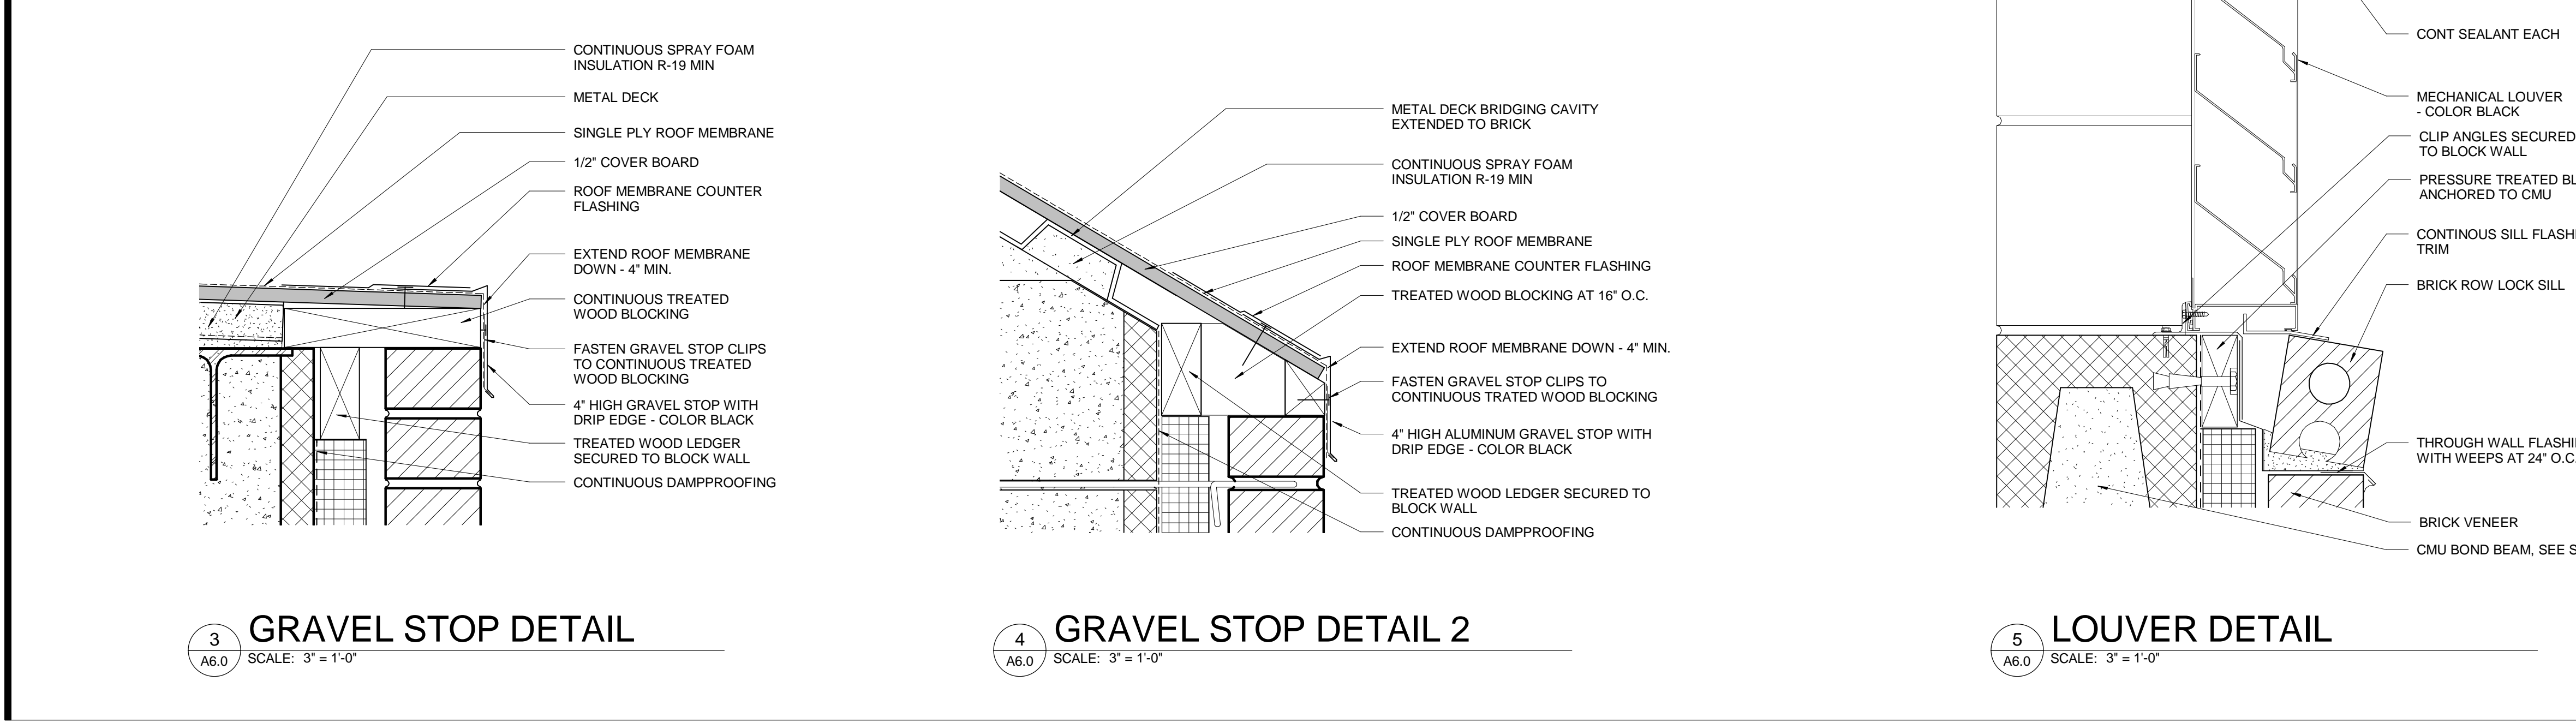 CONTINUOUS SPRAY FOAM
INSULATION R-19 MIN
METAL DECK
SINGLE PLY ROOF MEMBRANE
1/2" COVER BOARD
ROOF MEMBRANE COUNTER
FLASHING
EXTEND ROOF MEMBRANE
DOWN - 4" MIN.
CONTINUOUS TREATED
WOOD BLOCKING
FASTEN GRAVEL STOP CLIPS
TO CONTINUOUS TREATED
WOOD BLOCKING
4" HIGH GRAVEL STOP WITH
DRIP EDGE - COLOR BLACK
TREATED WOOD LEDGER
SECURED TO BLOCK WALL
CONTINUOUS DAMPPROOFING
3
A6.0
GRAVEL STOP DETAIL
SCALE: 3" = 1'-0"
METAL DECK BRIDGING CAVITY
EXTENDED TO BRICK
CONTINUOUS SPRAY FOAM
INSULATION R-19 MIN
1/2" COVER BOARD
SINGLE PLY ROOF MEMBRANE
ROOF MEMBRANE COUNTER FLASHING
TREATED WOOD BLOCKING AT 16" O.C.
EXTEND ROOF MEMBRANE DOWN - 4" MIN.
FASTEN GRAVEL STOP CLIPS TO
CONTINUOUS TRATED WOOD BLOCKING
4" HIGH ALUMINUM GRAVEL STOP WITH
DRIP EDGE - COLOR BLACK
TREATED WOOD LEDGER SECURED TO
BLOCK WALL
CONTINUOUS DAMPPROOFING
4
A6.0
GRAVEL STOP DETAIL 2
SCALE: 3" = 1'-0"
CONT SEALANT EACH
MECHANICAL LOUVER
- COLOR BLACK
CLIP ANGLES SECURED
TO BLOCK WALL
PRESSURE TREATED
ANCHORED TO CMU
CONTINOUS SILL
TRIM
BRICK ROW LOCK SILL
THROUGH WALL
WITH WEEPS AT 24" O.C.
BRICK VENEER
CMU BOND BEAM, SEE
5
A6.0
LOUVER DETAIL
SCALE: 3" = 1'-0"